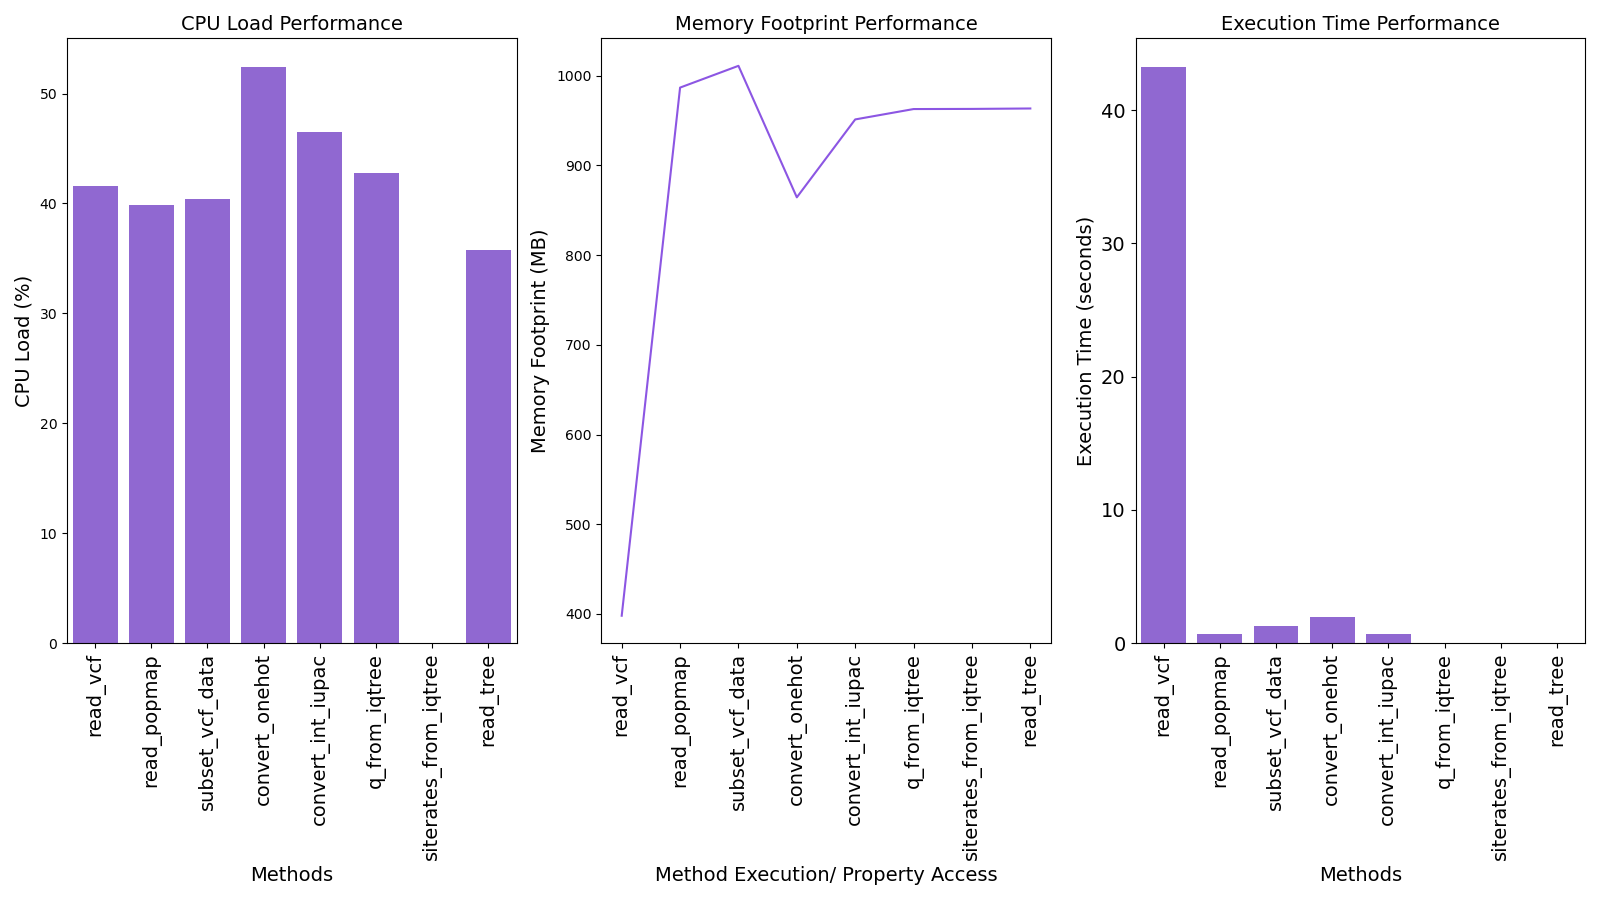 CPU Load Performance
CPU Load (%)
50
40
30
20
10
0
read_vcf
read_popmap
subset_vcf_data
convert_onehot
convert_int_iupac
q_from_iqtree
siterates_from_iqtree
read_tree
Methods
Memory Footprint Performance
Memory Footprint (MB)
1000
900
800
700
600
500
400
read_vcf
read_popmap
subset_vcf_data
convert_onehot
convert_int_iupac
q_from_iqtree
siterates_from_iqtree
read_tree
Method Execution/ Property Access
Execution Time Performance
Execution Time (seconds)
40
30
20
10
0
read_vcf
read_popmap
subset_vcf_data
convert_onehot
convert_int_iupac
q_from_iqtree
siterates_from_iqtree
read_tree
Methods